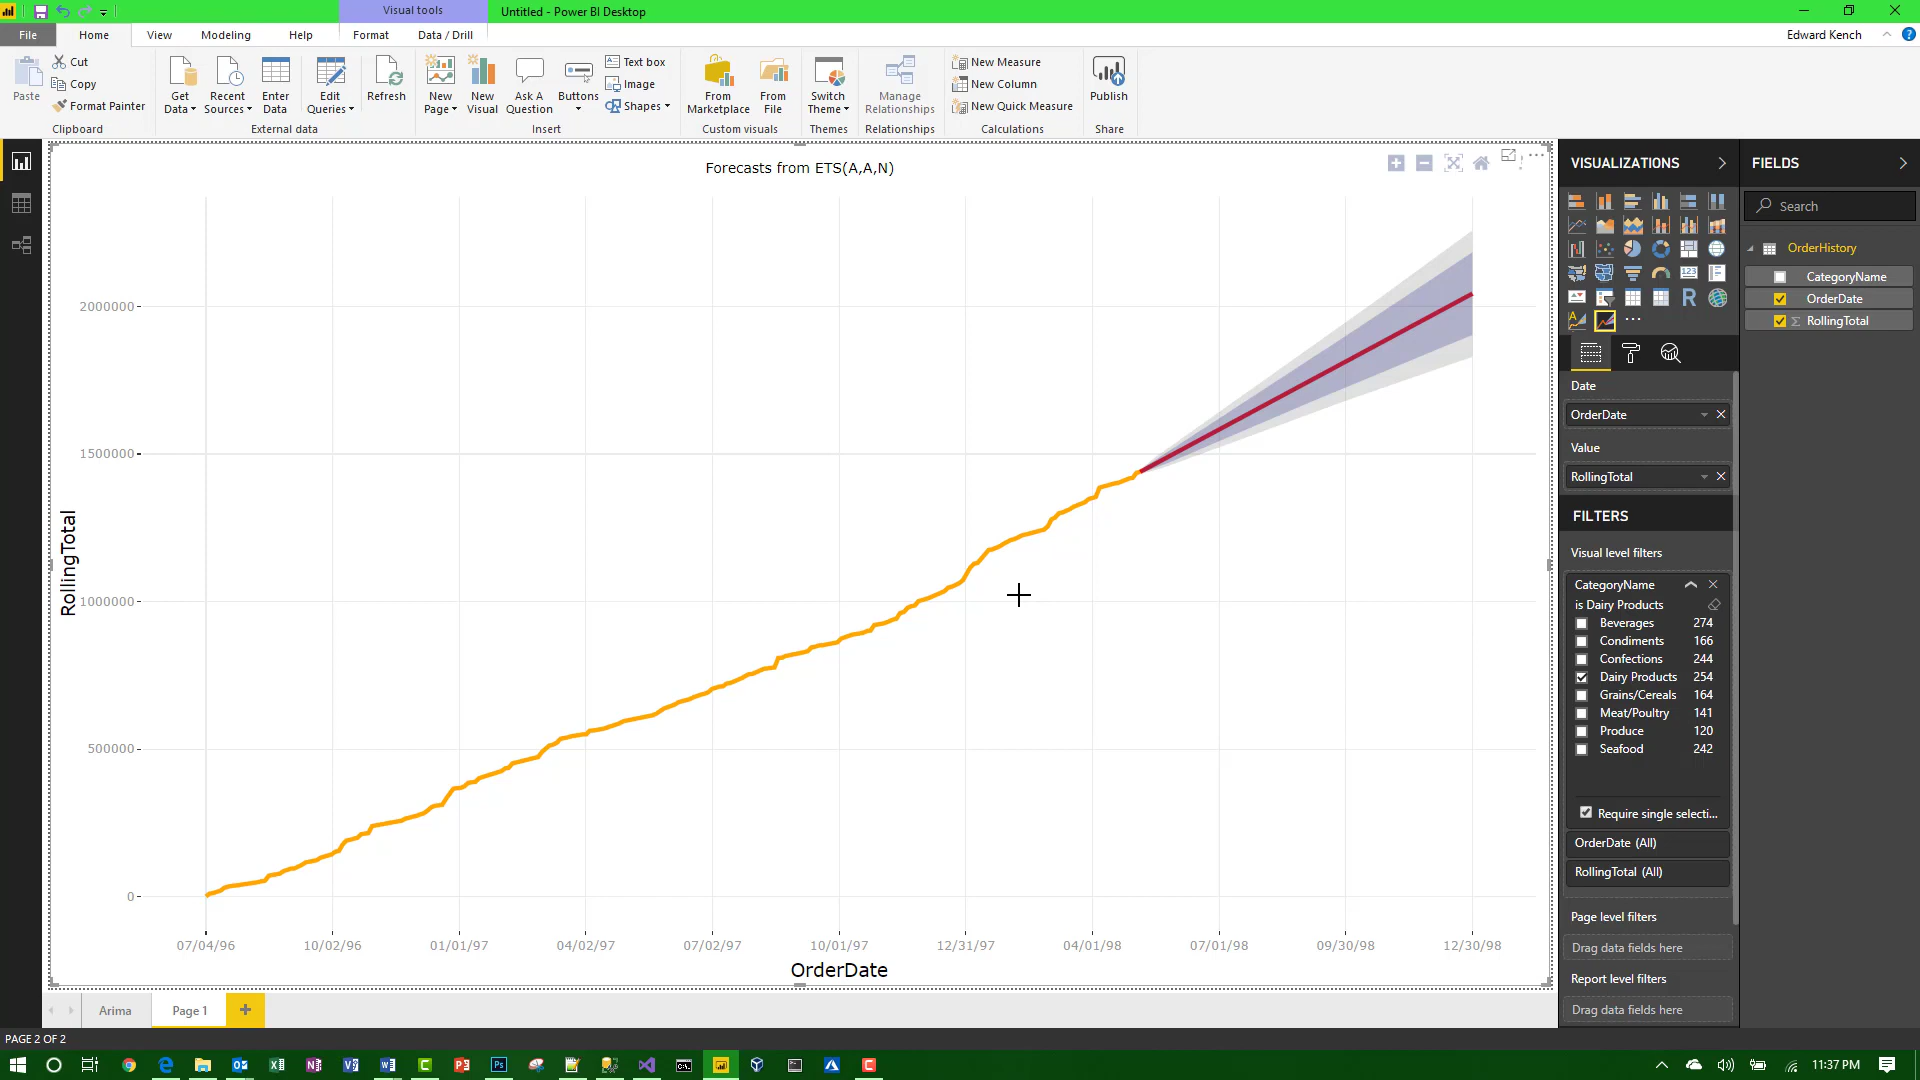 Visual tools
Untitled - Power BI Desktop
File
Home
View
Modeling
Help
Format
Data / Drill
Edward Kench
Paste
Cut
Copy
Format Painter
Clipboard
Get Data
Recent Sources
Enter Data
Edit Queries
Refresh
External data
New Page
New Visual
Ask A Question
Buttons
Text box
Image
Shapes
Insert
From Marketplace
From File
Custom visuals
Switch Theme
Themes
Manage Relationships
Relationships
New Measure
New Column
New Quick Measure
Calculations
Publish
Share
Forecasts from ETS(A,A,N)
RollingTotal
2000000
1500000
1000000
500000
0
07/04/96
10/02/96
01/01/97
04/02/97
07/02/97
10/01/97
12/31/97
04/01/98
07/01/98
09/30/98
12/30/98
OrderDate
VISUALIZATIONS
Date
OrderDate
Value
RollingTotal
FILTERS
Visual level filters
CategoryName
is Dairy Products
Beverages 274
Condiments 166
Confections 244
Dairy Products 254
Grains/Cereals 164
Meat/Poultry 141
Produce 120
Seafood 242
Require single selecti...
OrderDate (All)
RollingTotal (All)
Page level filters
Drag data fields here
Report level filters
Drag data fields here
FIELDS
Search
OrderHistory
CategoryName
OrderDate
Σ RollingTotal
Arima
Page 1
PAGE 2 OF 2
11:37 PM